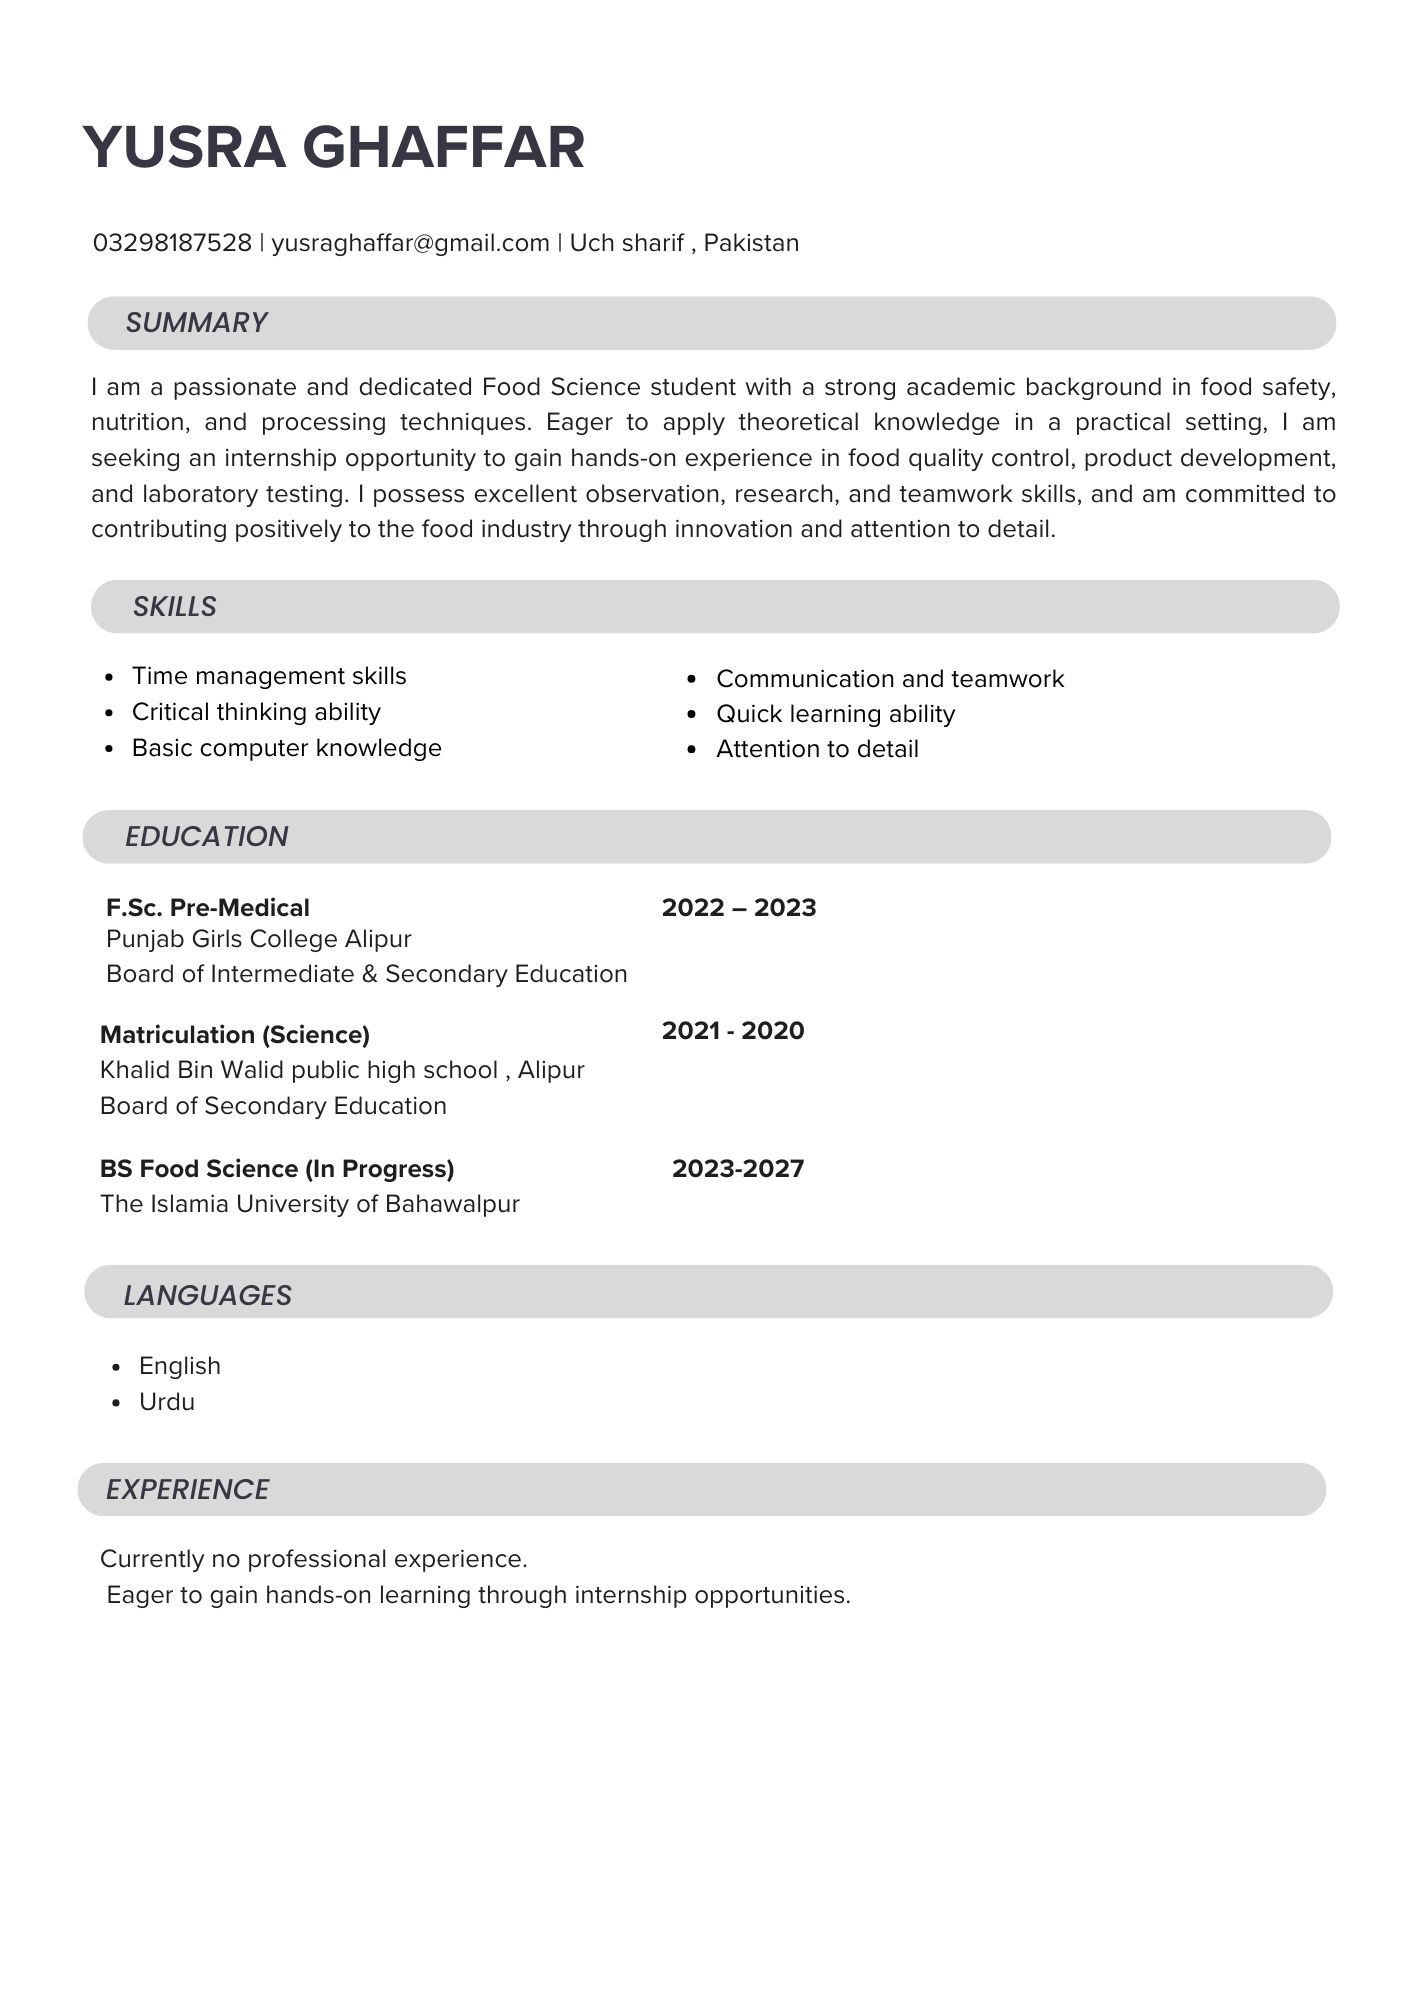 YUSRA GHAFFAR
03298187528 | yusraghaffar@gmail.com | Uch sharif , Pakistan
SUMMARY
I am a passionate and dedicated Food Science student with a strong academic background in food safety,
nutrition, and processing techniques. Eager to apply theoretical knowledge in a practical setting, I am
seeking an internship opportunity to gain hands-on experience in food quality control, product development,
and laboratory testing. I possess excellent observation, research, and teamwork skills, and am committed to
contributing positively to the food industry through innovation and attention to detail.
SKILLS
• Time management skills
• Critical thinking ability
• Basic computer knowledge
• Communication and teamwork
• Quick learning ability
• Attention to detail
EDUCATION
F.Sc. Pre-Medical 2022 – 2023
Punjab Girls College Alipur
Board of Intermediate & Secondary Education
Matriculation (Science) 2021 - 2020
Khalid Bin Walid public high school , Alipur
Board of Secondary Education
BS Food Science (In Progress) 2023-2027
The Islamia University of Bahawalpur
LANGUAGES
• English
• Urdu
EXPERIENCE
Currently no professional experience.
Eager to gain hands-on learning through internship opportunities.